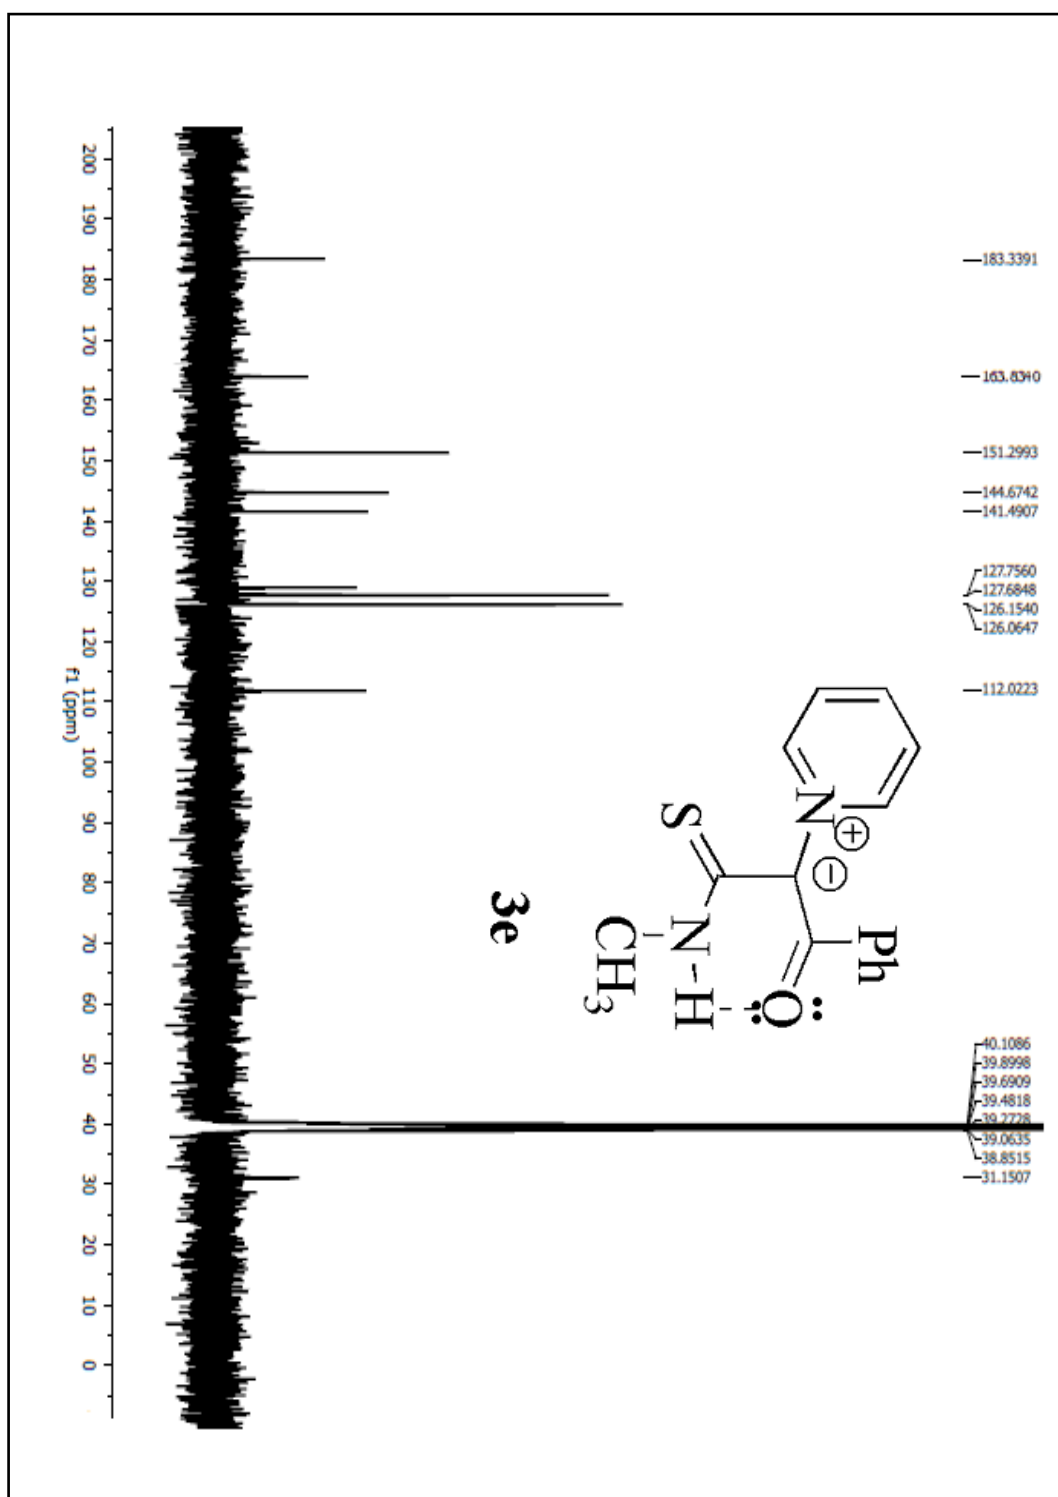 183.3391
163.8340
151.2993
144.6742
141.4907
127.7560
127.6848
126.1540
126.0647
112.0223
40.1086
39.8998
39.6909
39.4818
39.2728
39.0635
38.8515
31.1507
Ph
N
+
−
O
S
N
H
CH3
3e
200 190 180 170 160 150 140 130 120 110 100 90 80 70 60 50 40 30 20 10 0
f1 (ppm)